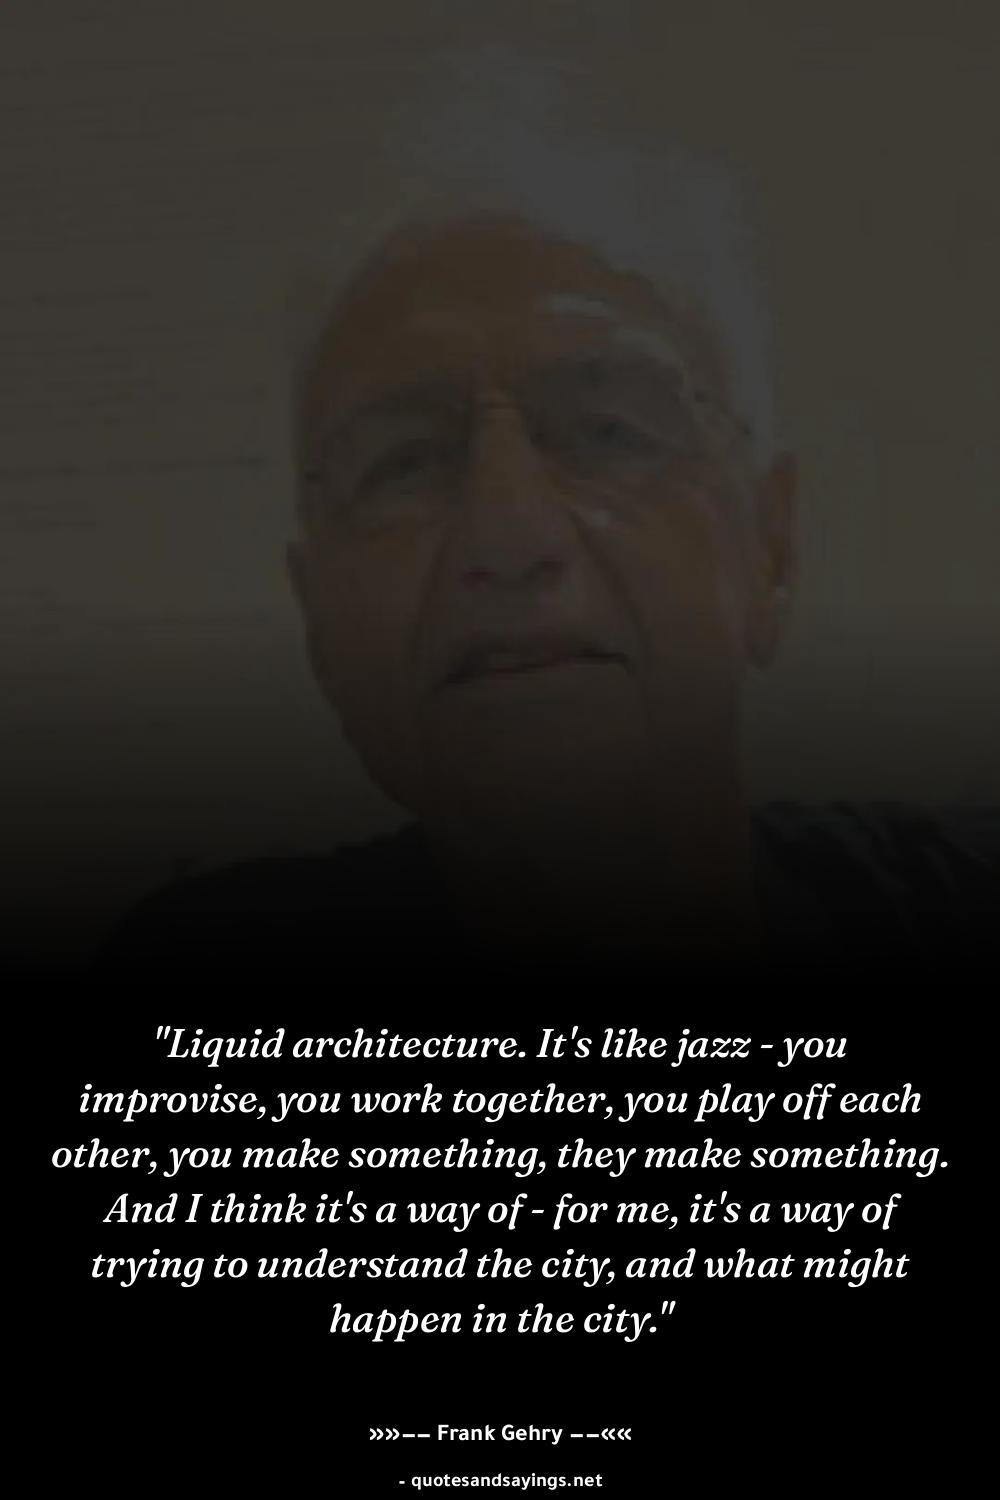 "Liquid architecture. It's like jazz - you
improvise, you work together, you play off each
other, you make something, they make something.
And I think it's a way of - for me, it's a way of
trying to understand the city, and what might
happen in the city."
»»−− Frank Gehry −−««
- quotesandsayings.net